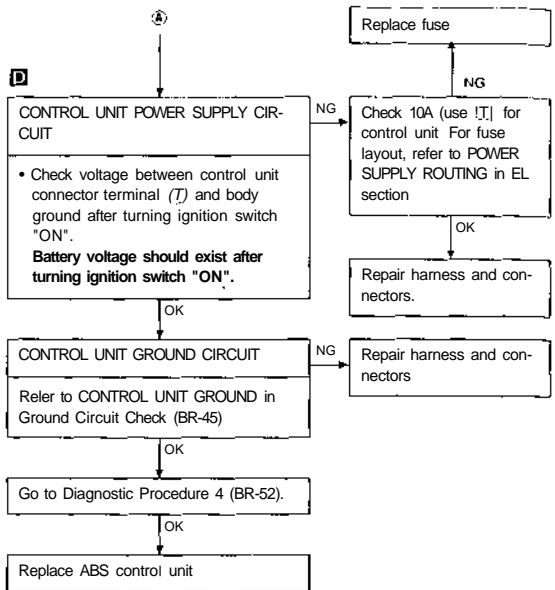 A
Replace fuse
NG
D
CONTROL UNIT POWER SUPPLY CIR-
CUIT
• Check voltage between control unit
connector terminal (T) and body
ground after turning ignition switch
"ON".
Battery voltage should exist after
turning ignition switch "ON".
NG
Check 10A (use !T| for
control unit For fuse
layout, refer to POWER
SUPPLY ROUTING in EL
section
OK
Repair harness and con-
nectors.
OK
CONTROL UNIT GROUND CIRCUIT
Reler to CONTROL UNIT GROUND in
Ground Circuit Check (BR-45)
NG
Repair harness and con-
nectors
OK
Go to Diagnostic Procedure 4 (BR-52).
OK
Replace ABS control unit